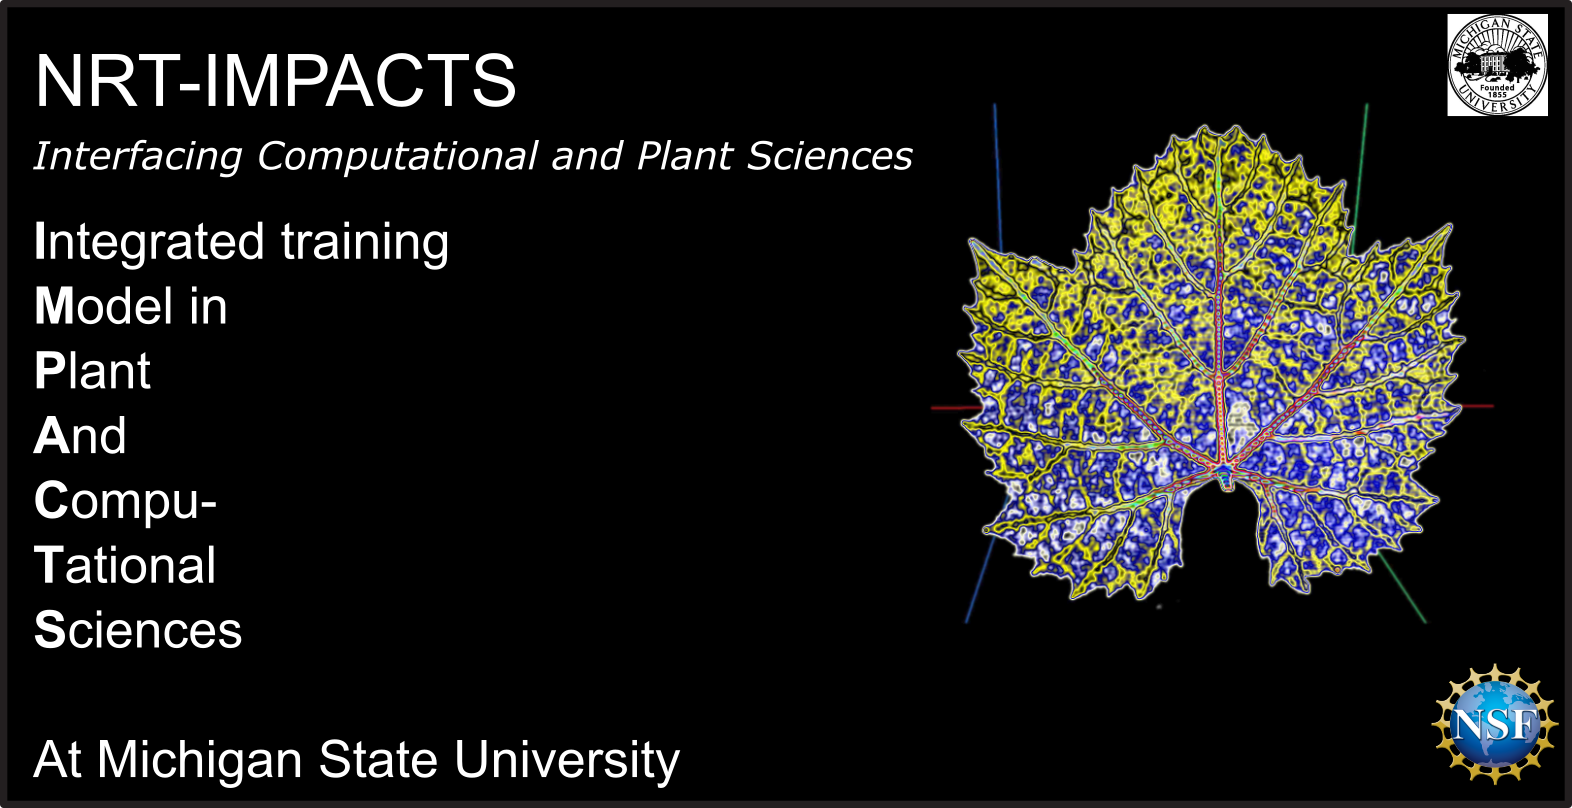 NRT-IMPACTS
Interfacing Computational and Plant Sciences
Integrated training
Model in
Plant
And
Compu-
Tational
Sciences
At Michigan State University
MICHIGAN STATE
UNIVERSITY
Founded
1855
NSF